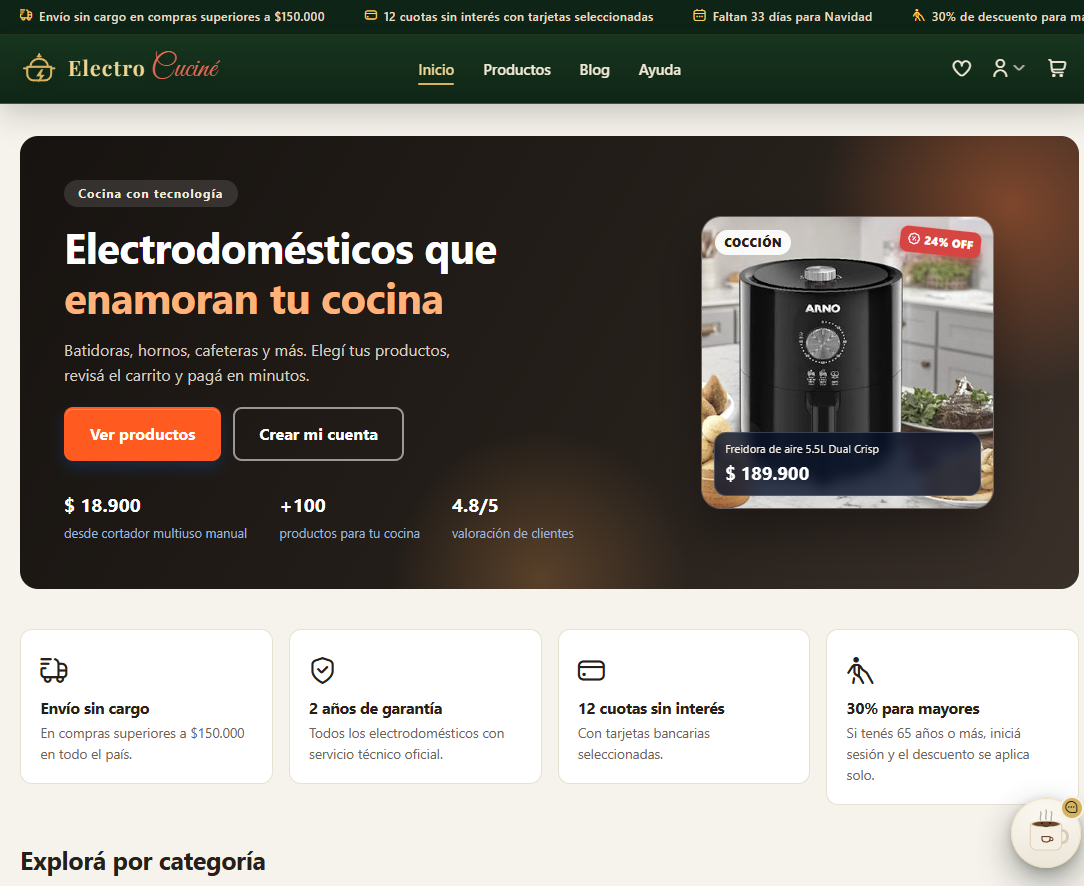 Envío sin cargo en compras superiores a $150.000
12 cuotas sin interés con tarjetas seleccionadas
Faltan 33 días para Navidad
30% de descuento para ma
Electro Cuciné
Inicio
Productos
Blog
Ayuda
Cocina con tecnología
Electrodomésticos que
enamoran tu cocina
Batidoras, hornos, cafeteras y más. Elegí tus productos,
revisá el carrito y pagá en minutos.
Ver productos
Crear mi cuenta
$ 18.900
desde cortador multiuso manual
+100
productos para tu cocina
4.8/5
valoración de clientes
COCCIÓN
24% OFF
ARNO
Freidora de aire 5.5L Dual Crisp
$ 189.900
Envío sin cargo
En compras superiores a $150.000
en todo el país.
2 años de garantía
Todos los electrodomésticos con
servicio técnico oficial.
12 cuotas sin interés
Con tarjetas bancarias
seleccionadas.
30% para mayores
Si tenés 65 años o más, iniciá
sesión y el descuento se aplica
solo.
Explorá por categoría